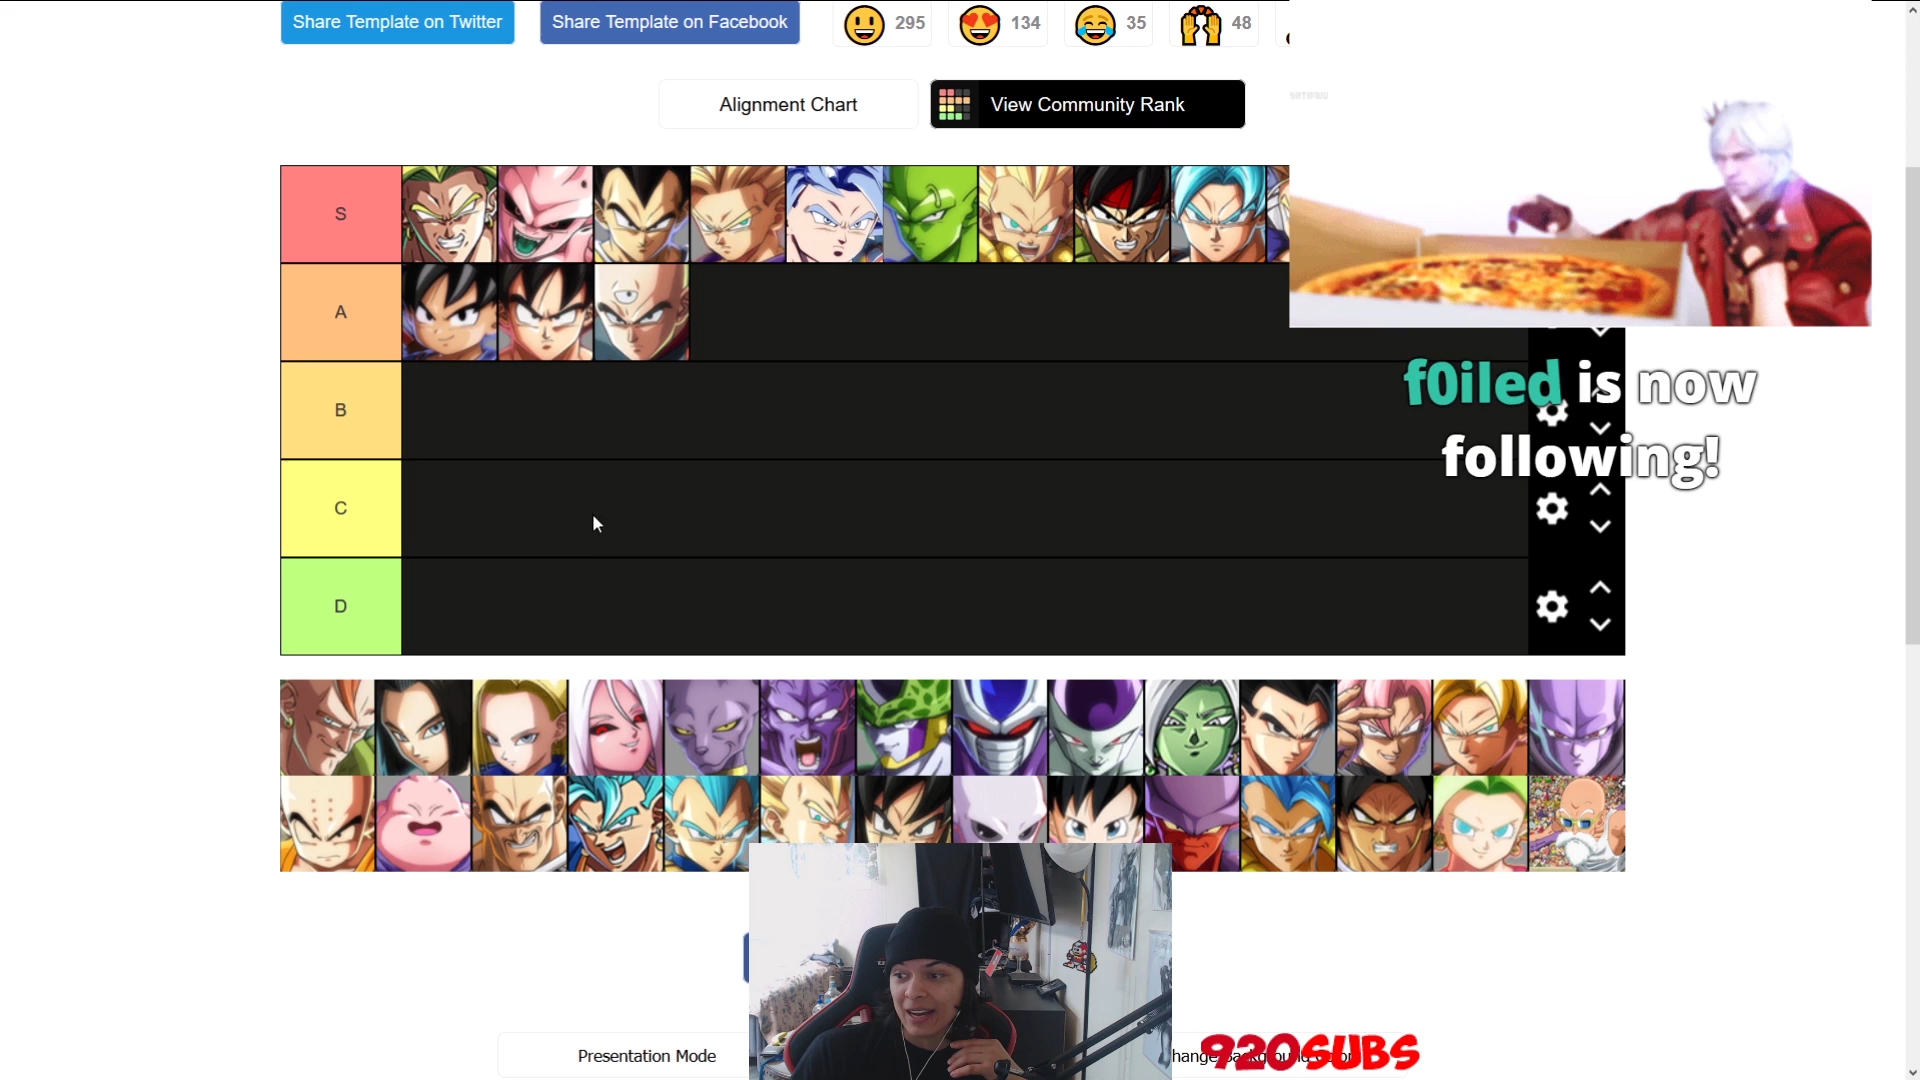 Share Template on Twitter
Share Template on Facebook
295
134
35
48
Alignment Chart
View Community Rank
S
A
B
C
D
f0iled is now
following!
Presentation Mode
920SUBS